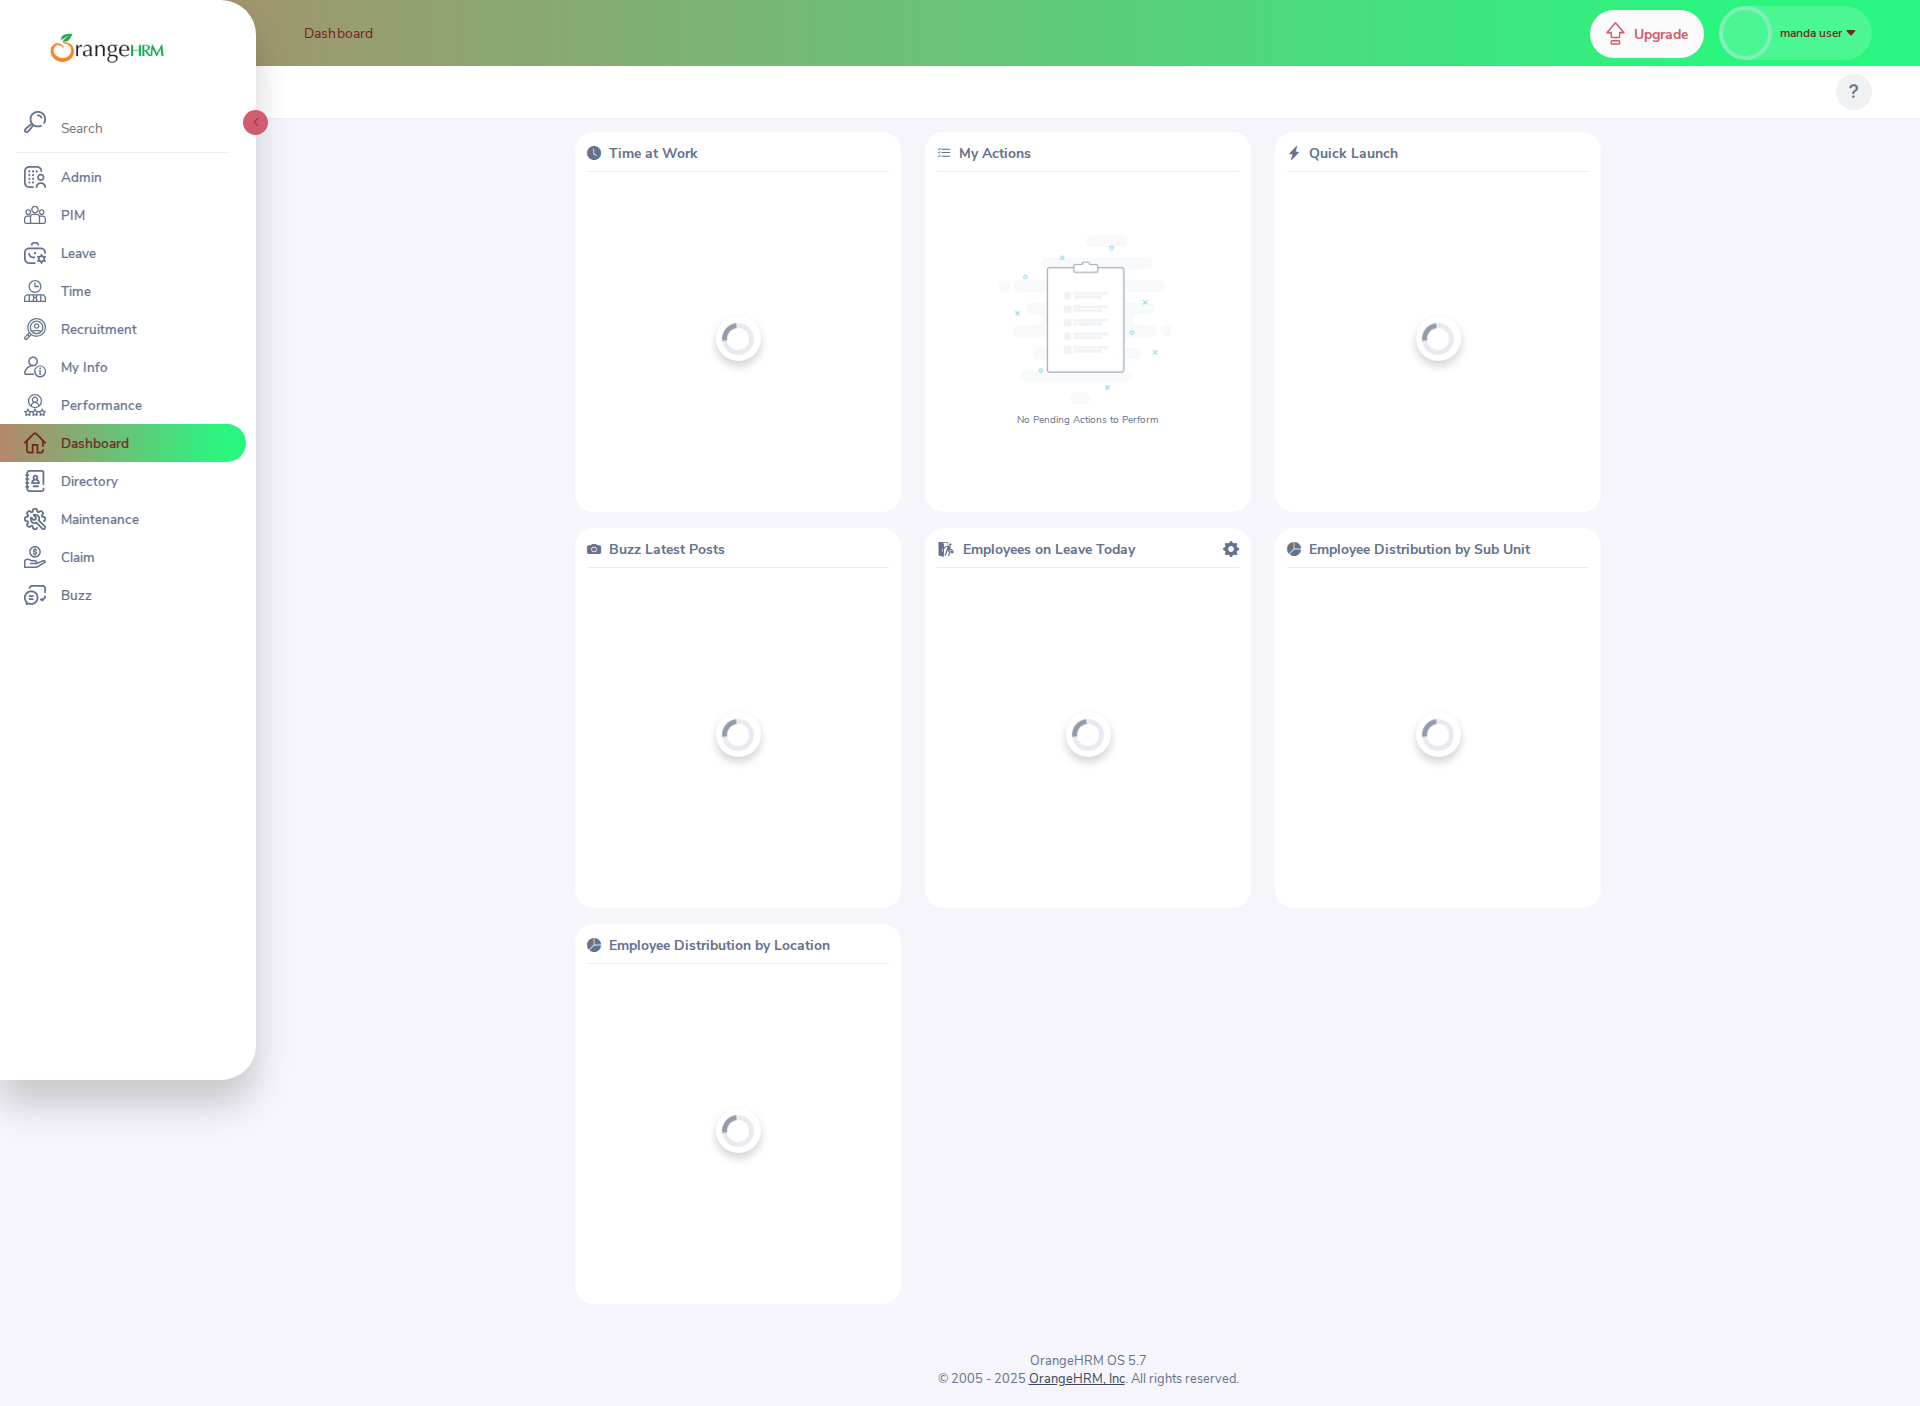 OrangeHRM
Search
Admin
PIM
Leave
Time
Recruitment
My Info
Performance
Dashboard
Directory
Maintenance
Claim
Buzz
Dashboard
Upgrade
manda user
?
Time at Work
My Actions
No Pending Actions to Perform
Quick Launch
Buzz Latest Posts
Employees on Leave Today
Employee Distribution by Sub Unit
Employee Distribution by Location
OrangeHRM OS 5.7
© 2005 - 2025 OrangeHRM, Inc. All rights reserved.